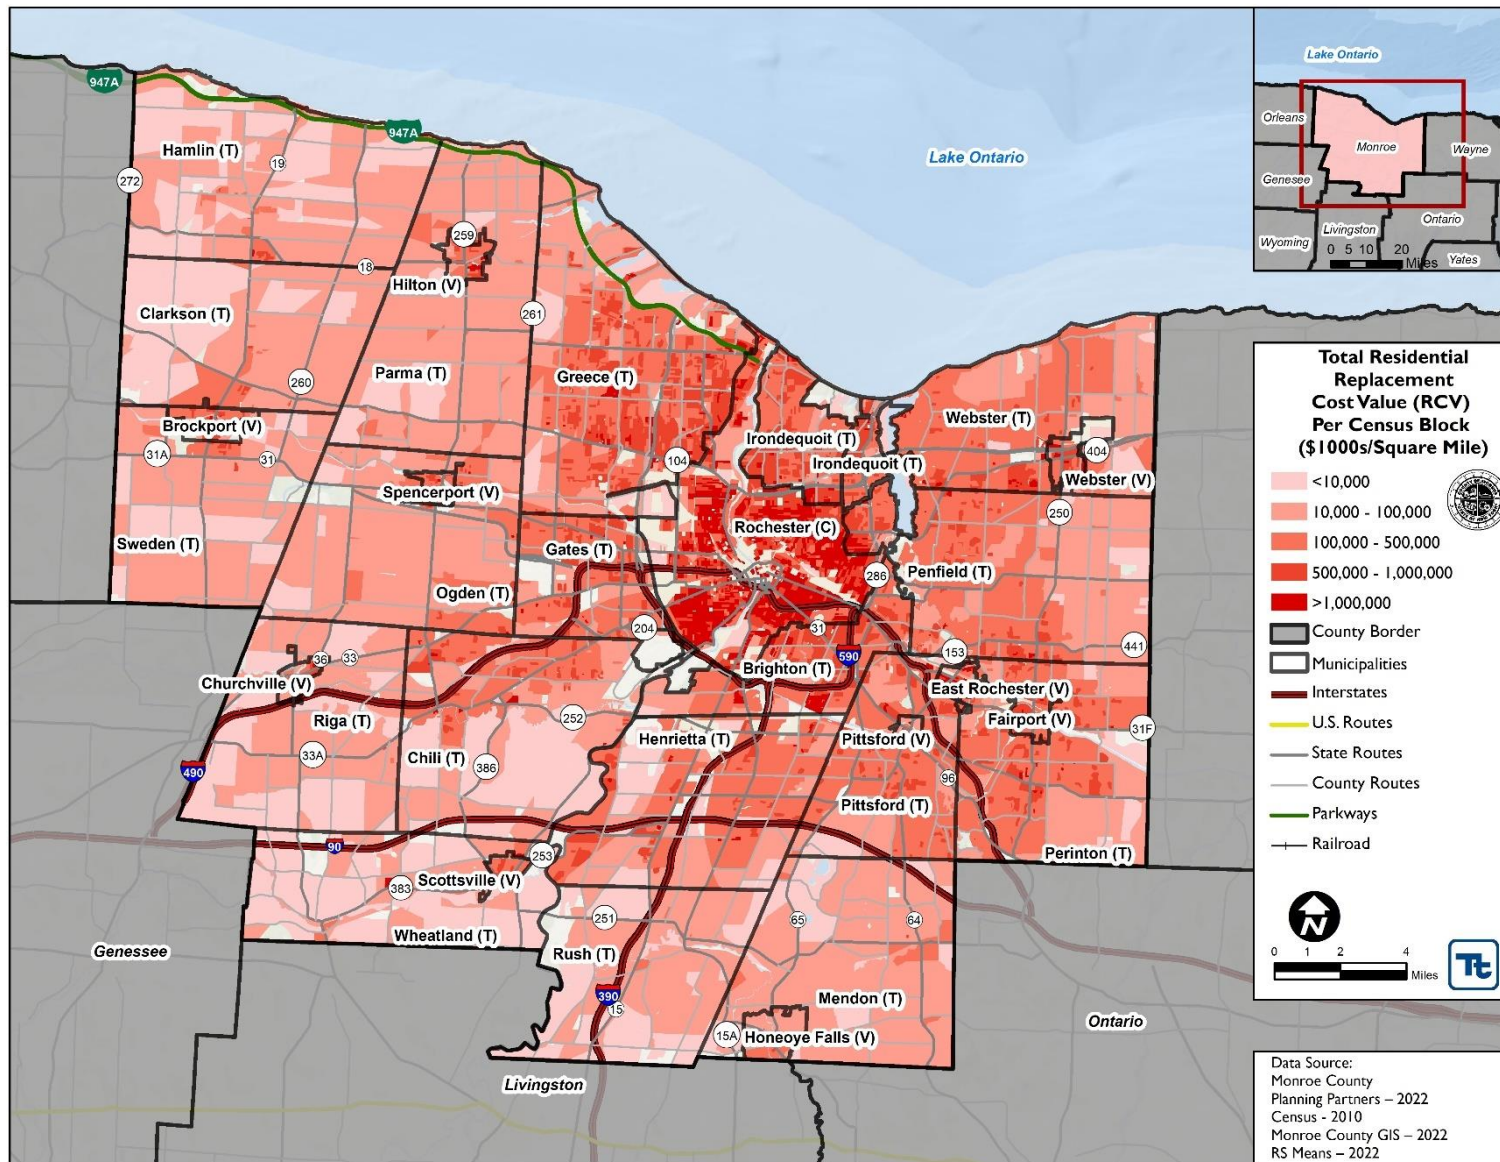 947A
947A
Hamlin (T)
19
272
259
18
Hilton (V)
Clarkson (T)
261
260
Parma (T)
Greece (T)
Lake Ontario
Brockport (V)
31A
31
104
Spencerport (V)
Irondequoit (T)
Irondequoit (T)
Webster (T)
404
Webster (V)
250
Rochester (C)
Sweden (T)
Gates (T)
286
Penfield (T)
Ogden (T)
204
31
36
33
590
153
441
Churchville (V)
Brighton (T)
East Rochester (V)
Riga (T)
252
Fairport (V)
Henrietta (T)
Pittsford (V)
31F
33A
Chili (T)
386
490
96
Pittsford (T)
90
253
Perinton (T)
Scottsville (V)
383
Wheatland (T)
251
65
64
Rush (T)
Genessee
390
15
Mendon (T)
15A
Honeoye Falls (V)
Ontario
Livingston
Lake Ontario
Orleans
Monroe
Wayne
Genesee
Livingston
Ontario
Wyoming
0 5 10 20
Miles
Yates
Total Residential
Replacement
Cost Value (RCV)
Per Census Block
($1000s/Square Mile)
<10,000
10,000 - 100,000
100,000 - 500,000
500,000 - 1,000,000
>1,000,000
County Border
Municipalities
Interstates
U.S. Routes
State Routes
County Routes
Parkways
Railroad
N
0 1 2 4
Miles
Tt
Data Source:
Monroe County
Planning Partners – 2022
Census - 2010
Monroe County GIS – 2022
RS Means – 2022